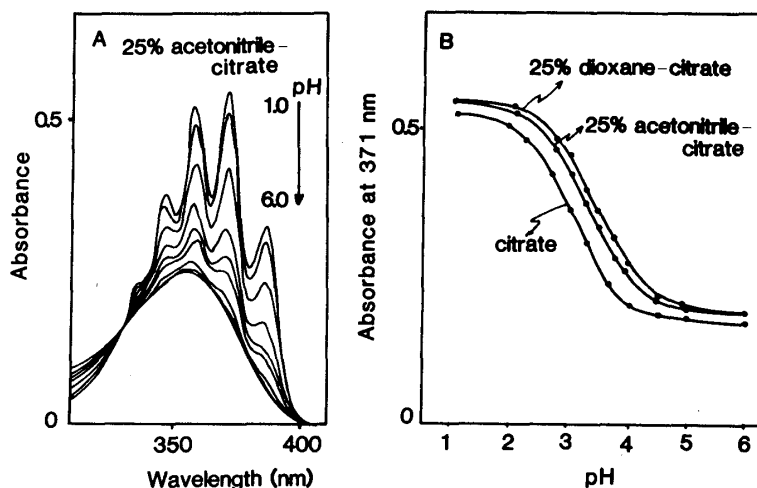 A
25% acetonitrile-
citrate
pH
1.0
6.0
0.5
0
Absorbance
350
400
Wavelength (nm)
B
25% dioxane-citrate
25% acetonitrile-
citrate
citrate
0.5
0
Absorbance at 371 nm
1 2 3 4 5 6
pH